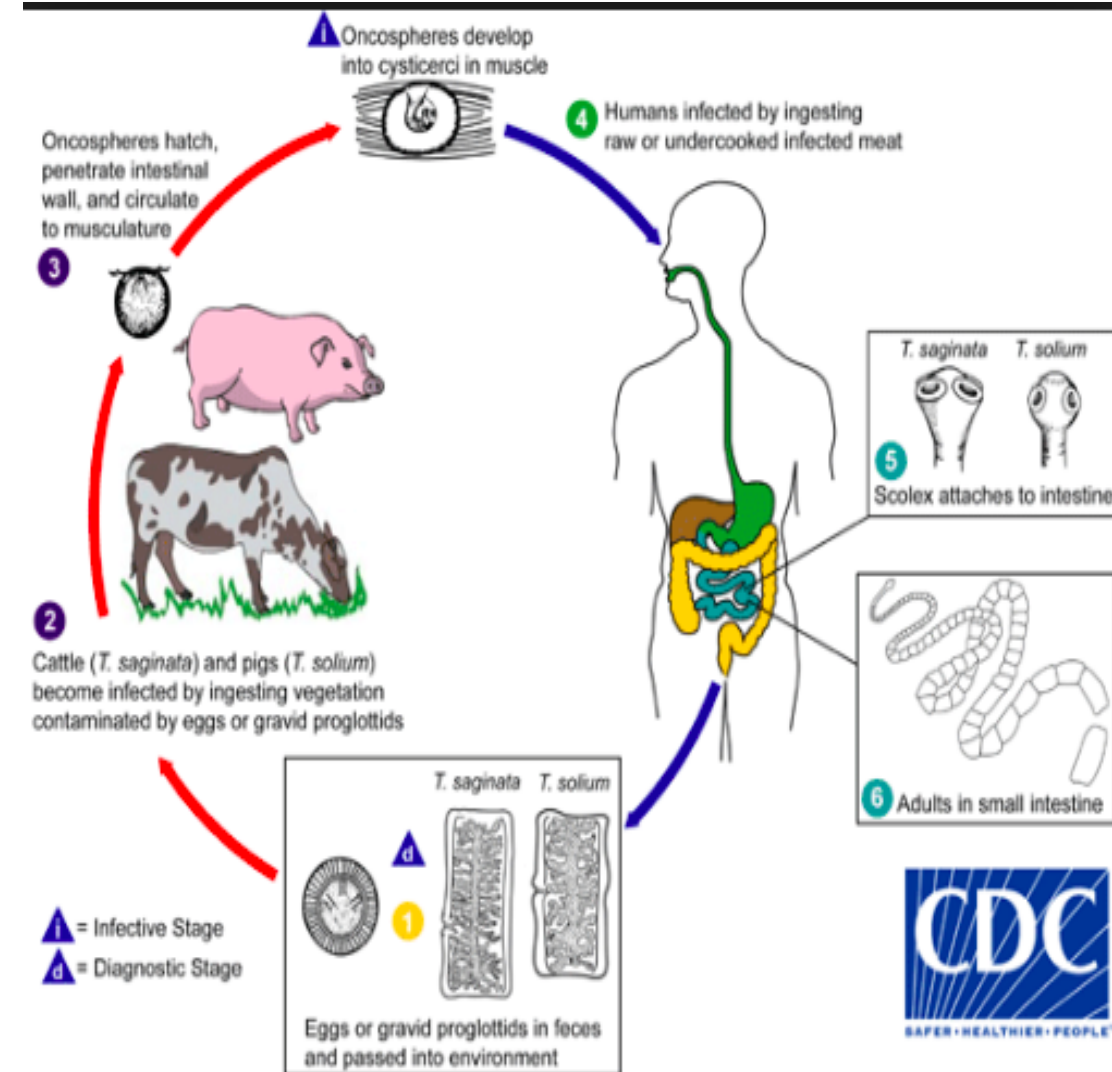 i Oncospheres develop
into cysticerci in muscle
4 Humans infected by ingesting
raw or undercooked infected meat
Oncospheres hatch,
penetrate intestinal
wall, and circulate
to musculature
3
T. saginata T. solium
5
Scolex attaches to intestine
2
Cattle (T. saginata) and pigs (T. solium)
become infected by ingesting vegetation
contaminated by eggs or gravid proglottids
6 Adults in small intestine
T. saginata T. solium
d
1
i = Infective Stage
d = Diagnostic Stage
Eggs or gravid proglottids in feces
and passed into environment
CDC
SAFER • HEALTHIER • PEOPLE™